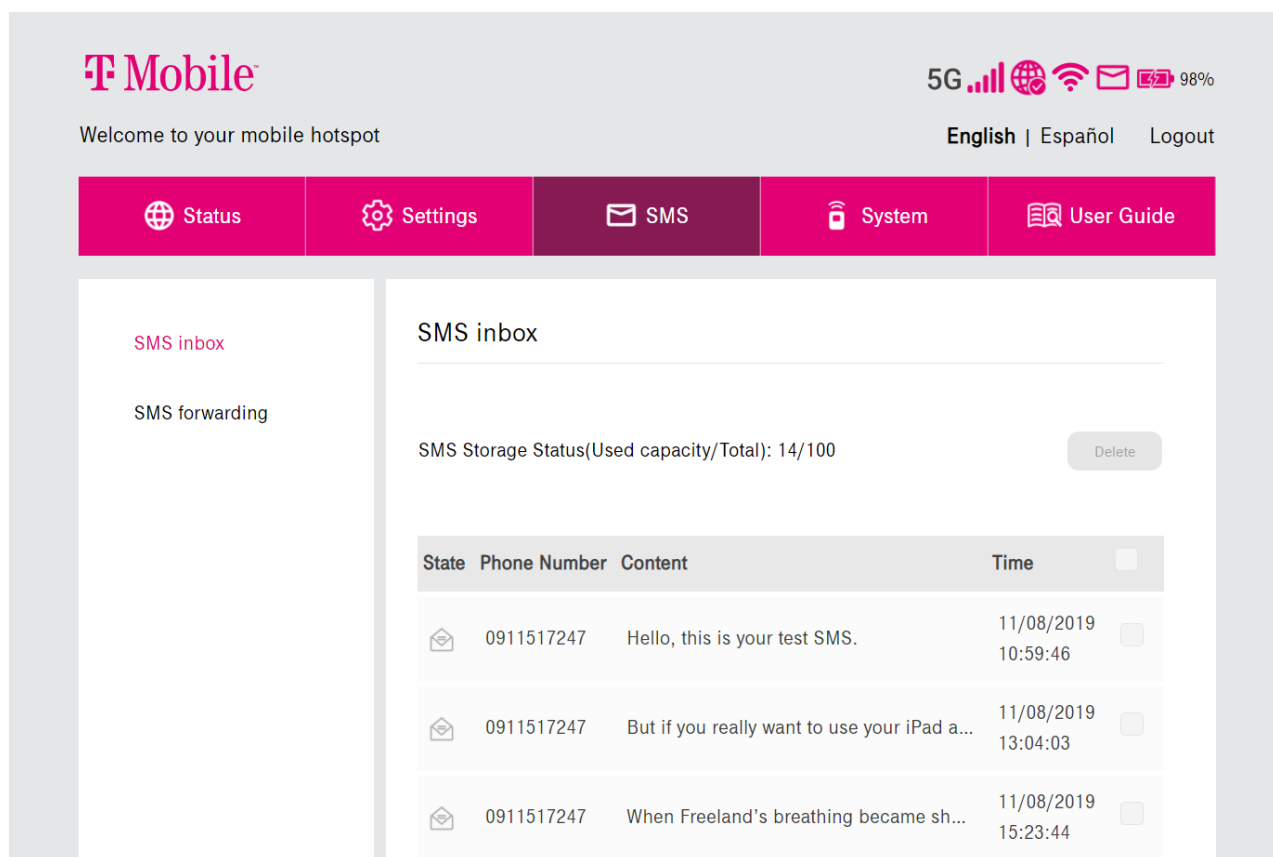 T Mobile™
5G 98%
Welcome to your mobile hotspot
English | Español Logout
Status Settings SMS System User Guide
SMS inbox
SMS forwarding
SMS inbox
SMS Storage Status(Used capacity/Total): 14/100
Delete
State Phone Number Content Time
0911517247 Hello, this is your test SMS. 11/08/2019
10:59:46
0911517247 But if you really want to use your iPad a... 11/08/2019
13:04:03
0911517247 When Freeland's breathing became sh... 11/08/2019
15:23:44